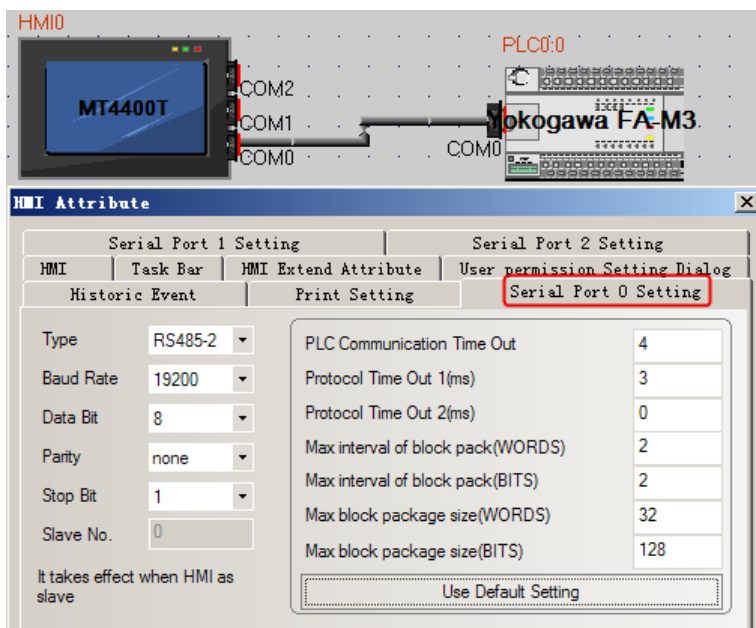 HMI0
PLC0:0
COM2
MT4400T
COM1
Yokogawa FA-M3
COM0
COM0
HMI Attribute
Serial Port 1 Setting
Serial Port 2 Setting
HMI
Task Bar
HMI Extend Attribute
User permission Setting Dialog
Historic Event
Print Setting
Serial Port 0 Setting
Type
RS485-2
Baud Rate
19200
Data Bit
8
Parity
none
Stop Bit
1
Slave No.
0
It takes effect when HMI as
slave
PLC Communication Time Out
4
Protocol Time Out 1(ms)
3
Protocol Time Out 2(ms)
0
Max interval of block pack(WORDS)
2
Max interval of block pack(BITS)
2
Max block package size(WORDS)
32
Max block package size(BITS)
128
Use Default Setting